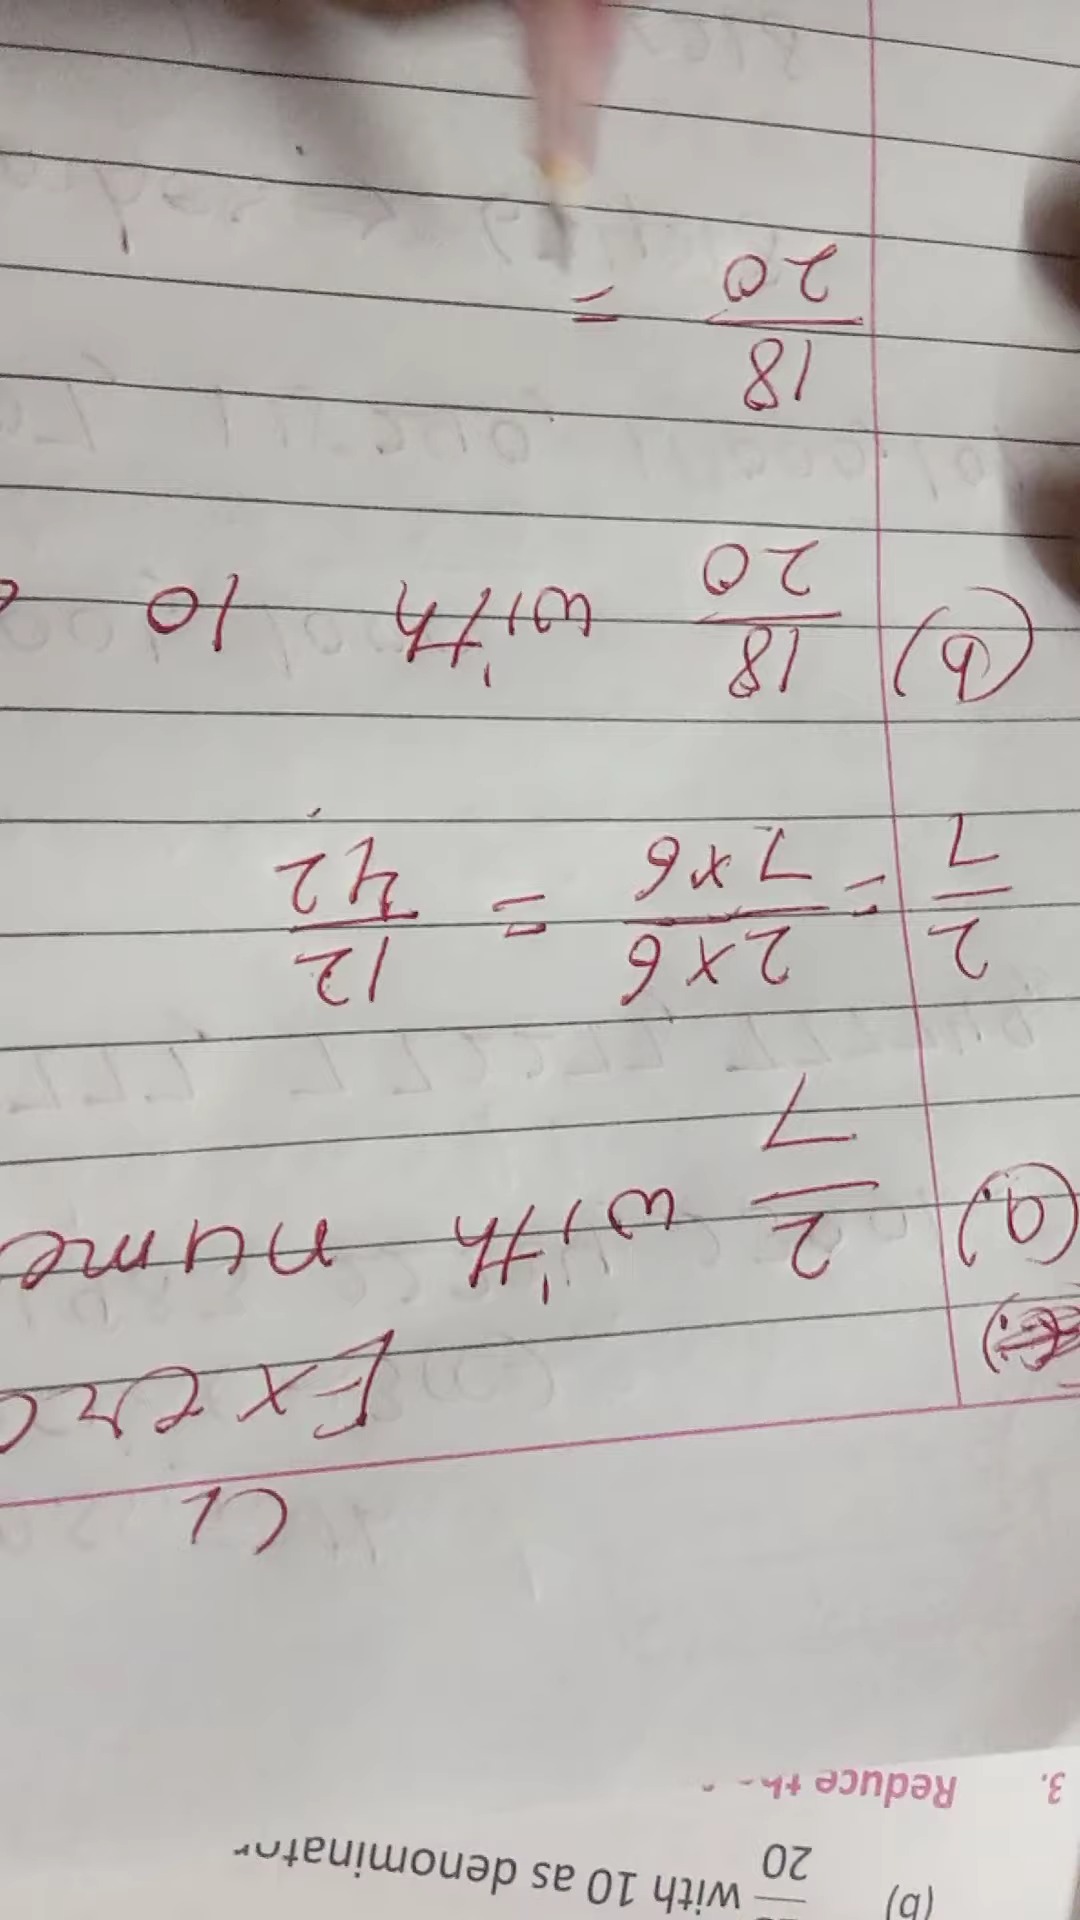 (b) 20 with 10 as denominator
3. Reduce th
CL
Exerc
(a) 2/7 with nume
2/7 = 2×6/7×6 = 12/42
(b) 18/20 with 10
18/20 =